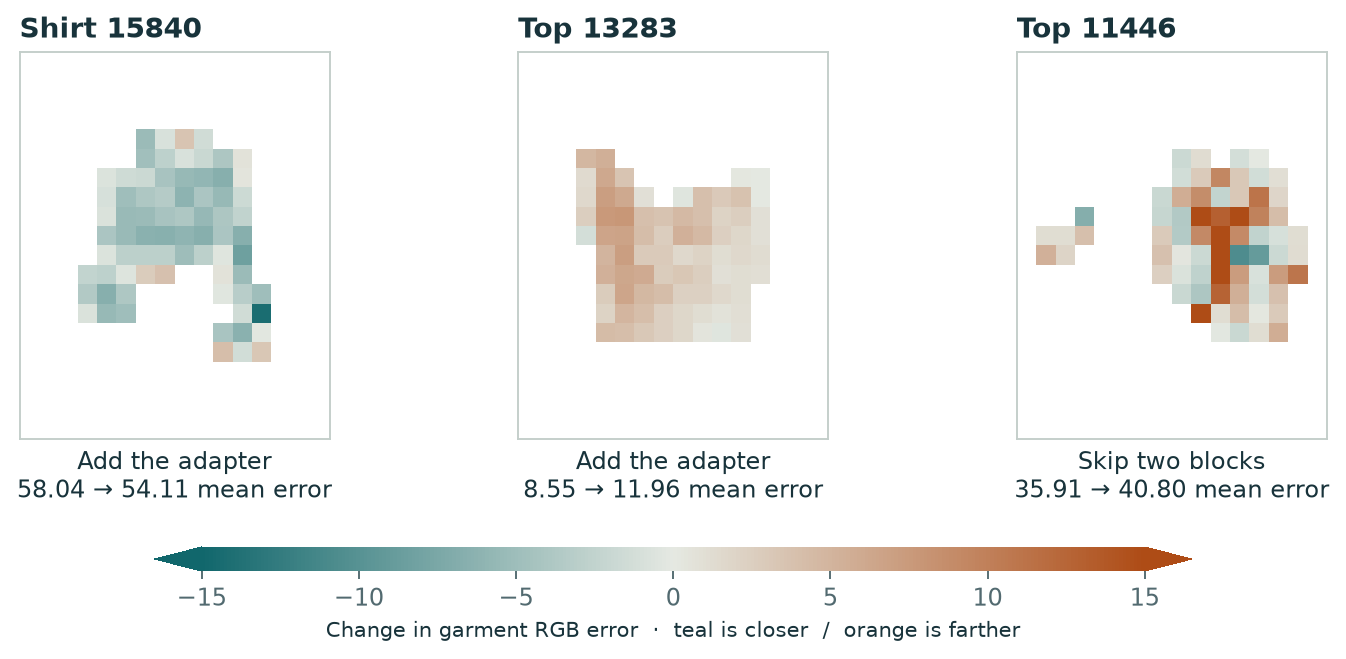 Shirt 15840
Top 13283
Top 11446
Add the adapter
58.04 → 54.11 mean error
Add the adapter
8.55 → 11.96 mean error
Skip two blocks
35.91 → 40.80 mean error
−15 −10 −5 0 5 10 15
Change in garment RGB error · teal is closer / orange is farther